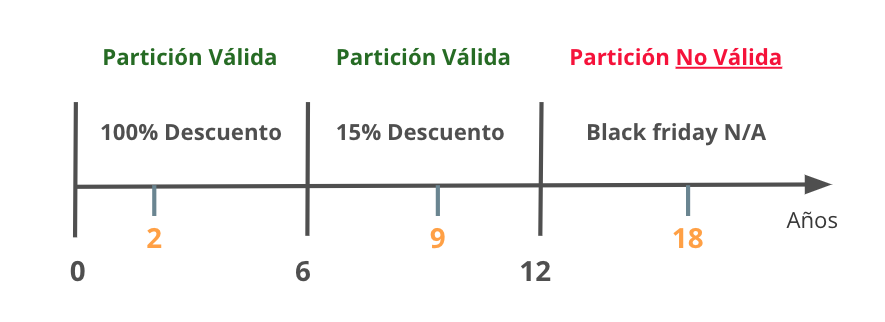 Partición Válida
Partición Válida
Partición No Válida
100% Descuento
15% Descuento
Black friday N/A
Años
2
9
18
0
6
12